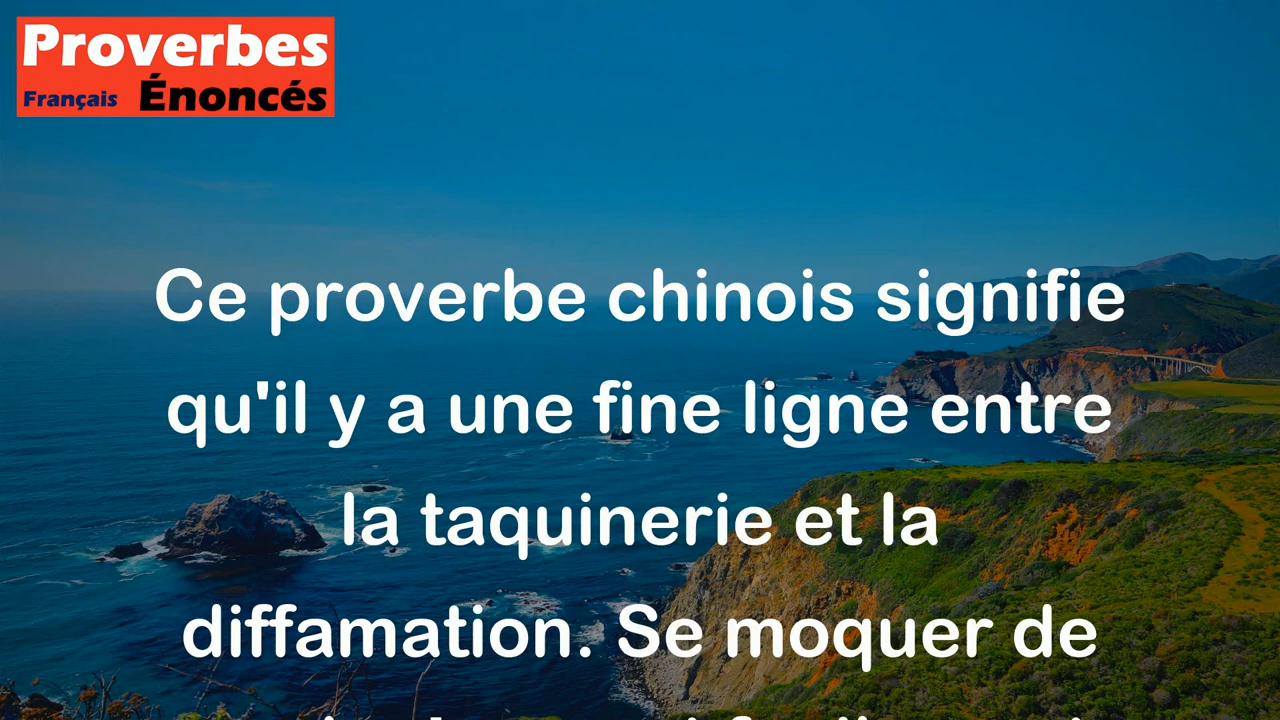 Proverbes
Français Énoncés
Ce proverbe chinois signifie
qu'il y a une fine ligne entre
la taquinerie et la
diffamation. Se moquer de